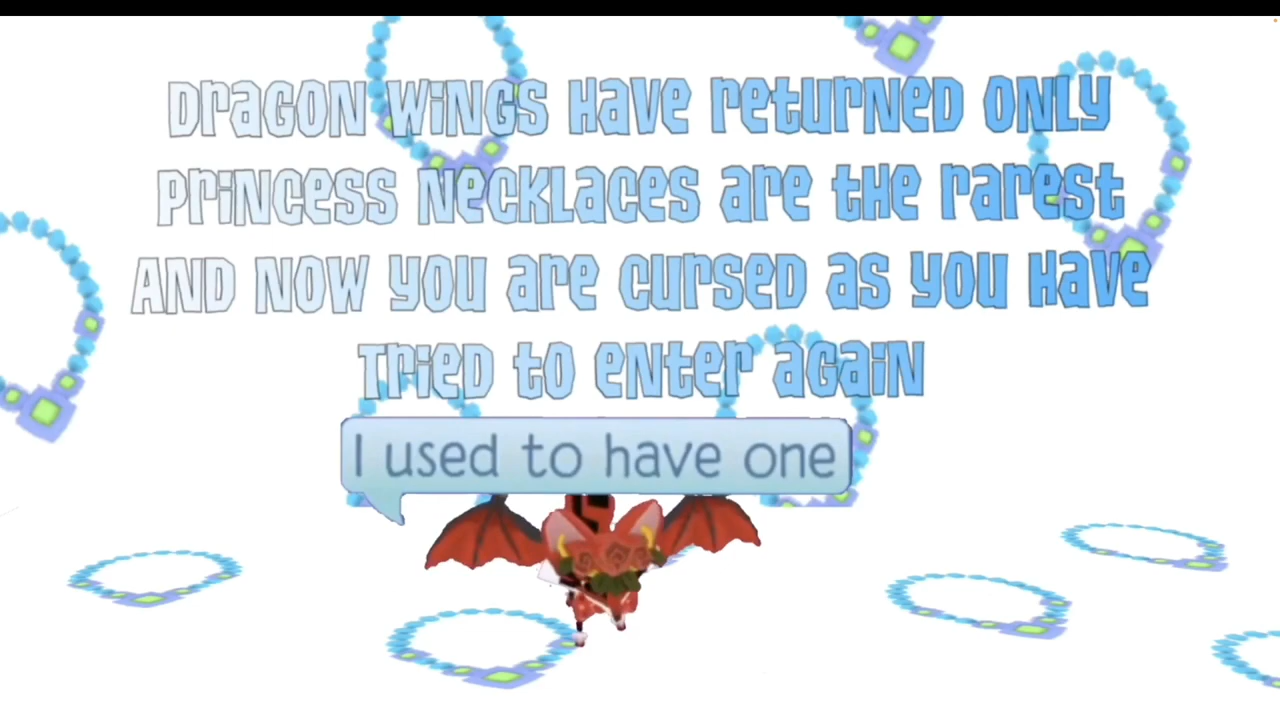 DRAGON WINGS HAVE RETURNED ONLY
PRINCESS NECKLACES ARE THE RAREST
AND NOW YOU ARE CURSED AS YOU HAVE
TRIED TO ENTER AGAIN
I used to have one